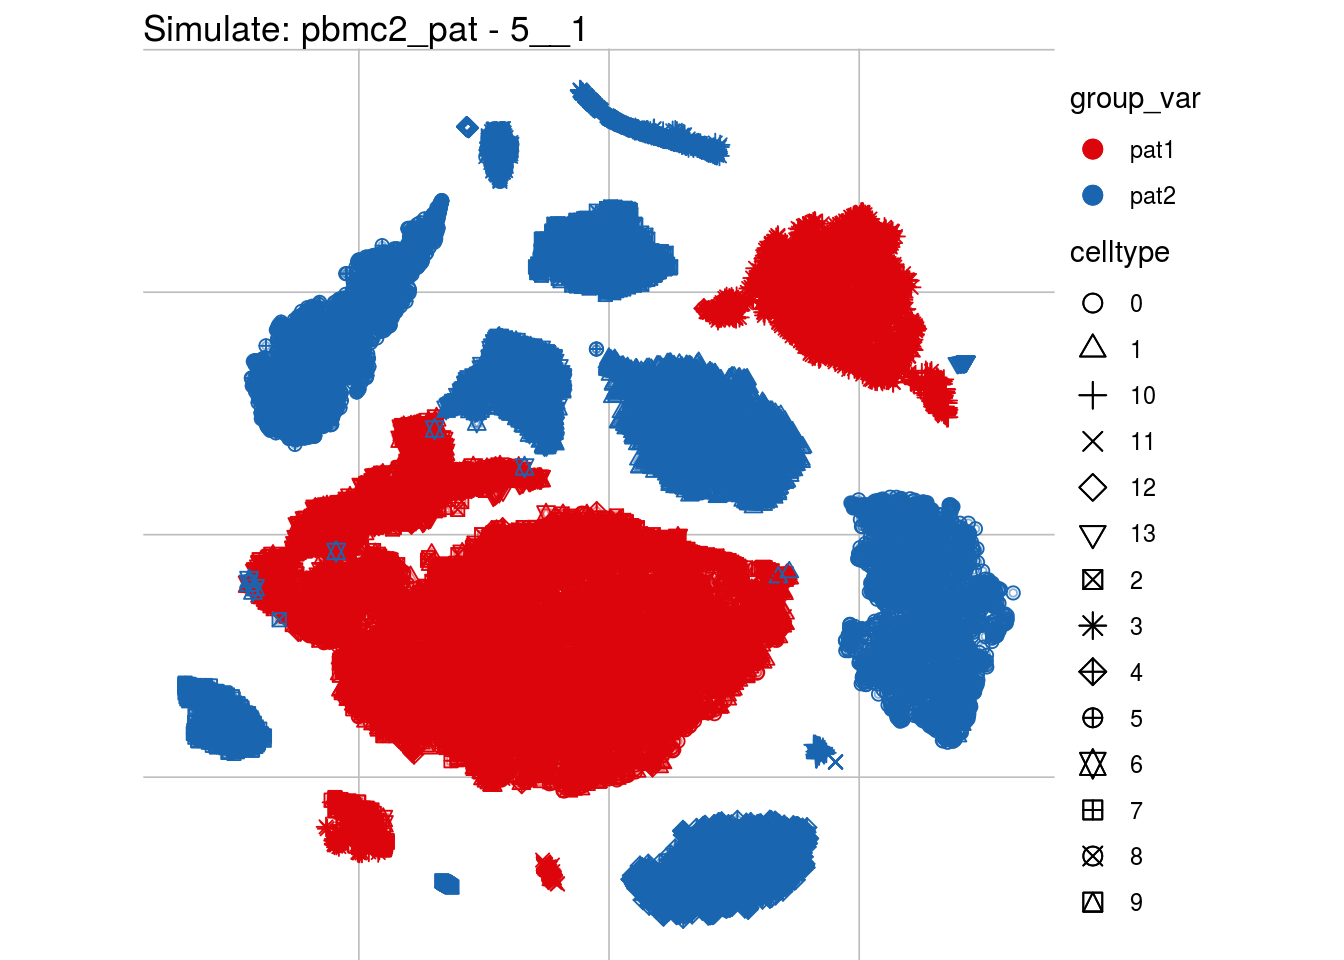 Simulate: pbmc2_pat - 5__1
group_var
pat1
pat2
celltype
0
1
10
11
12
13
2
3
4
5
6
7
8
9